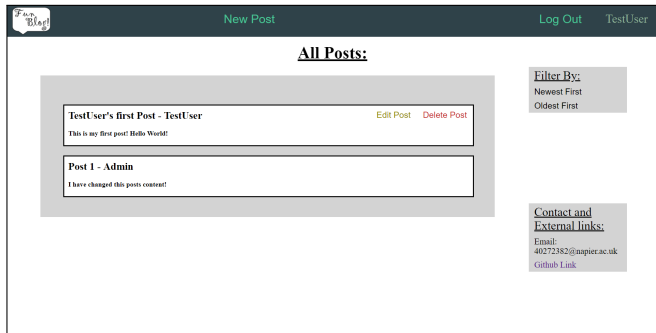 Fun
Blog!
New Post
Log Out
TestUser
All Posts:
TestUser's first Post - TestUser
Edit Post
Delete Post
This is my first post! Hello World!
Post 1 - Admin
I have changed this posts content!
Filter By:
Newest First
Oldest First
Contact and
External links:
Email:
40272382@napier.ac.uk
Github Link